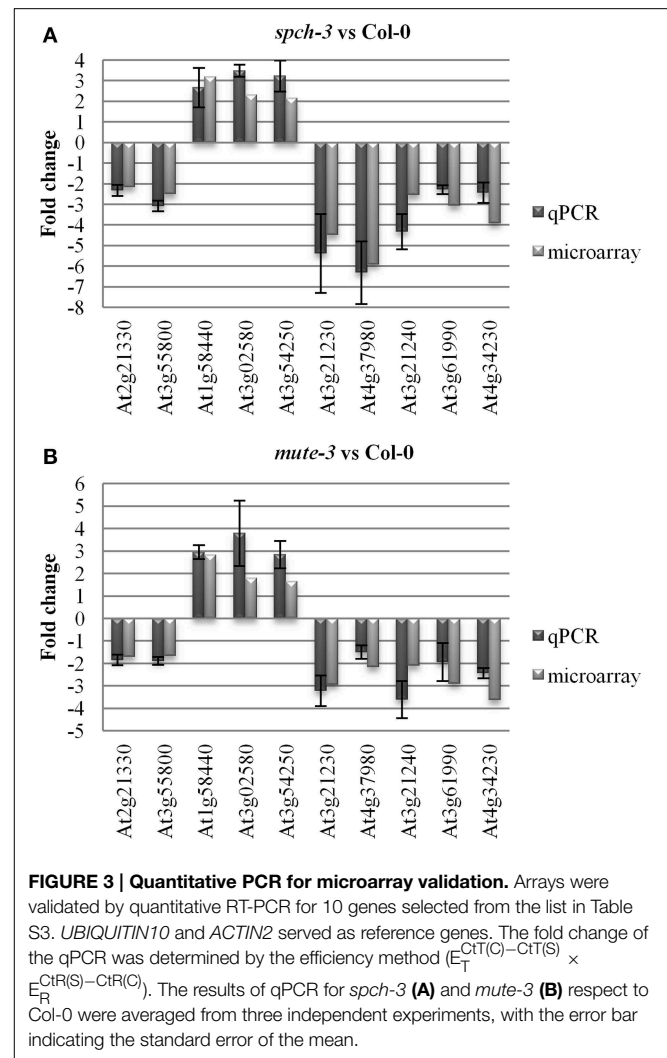 A
spch-3 vs Col-0
Fold change
4
3
2
1
0
-1
-2
-3
-4
-5
-6
-7
-8
qPCR
microarray
At2g21330
At3g55800
At1g58440
At3g02580
At3g54250
At3g21230
At4g37980
At3g21240
At3g61990
At4g34230
B
mute-3 vs Col-0
Fold change
6
5
4
3
2
1
0
-1
-2
-3
-4
-5
qPCR
microarray
At2g21330
At3g55800
At1g58440
At3g02580
At3g54250
At3g21230
At4g37980
At3g21240
At3g61990
At4g34230
FIGURE 3 | Quantitative PCR for microarray validation. Arrays were
validated by quantitative RT-PCR for 10 genes selected from the list in Table
S3. UBIQUITIN10 and ACTIN2 served as reference genes. The fold change of
the qPCR was determined by the efficiency method (E_T^CtT(C)−CtT(S) ×
E_R^CtR(S)−CtR(C)). The results of qPCR for spch-3 (A) and mute-3 (B) respect to
Col-0 were averaged from three independent experiments, with the error bar
indicating the standard error of the mean.